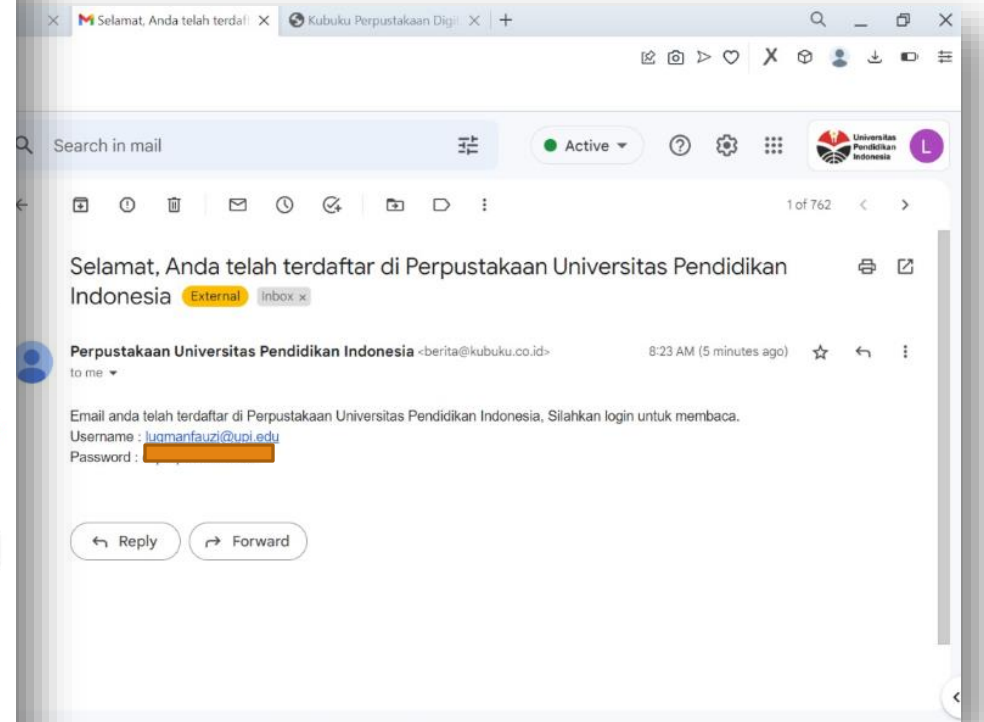 Selamat, Anda telah terdaft
Kubuku Perpustakaan Digit
Search in mail
Active
Universitas
Pendidikan
Indonesia
L
1 of 762
Selamat, Anda telah terdaftar di Perpustakaan Universitas Pendidikan
Indonesia External Inbox x
Perpustakaan Universitas Pendidikan Indonesia <berita@kubuku.co.id> 8:23 AM (5 minutes ago)
to me
Email anda telah terdaftar di Perpustakaan Universitas Pendidikan Indonesia, Silahkan login untuk membaca.
Username : luqmanfauzi@upi.edu
Password :
Reply Forward